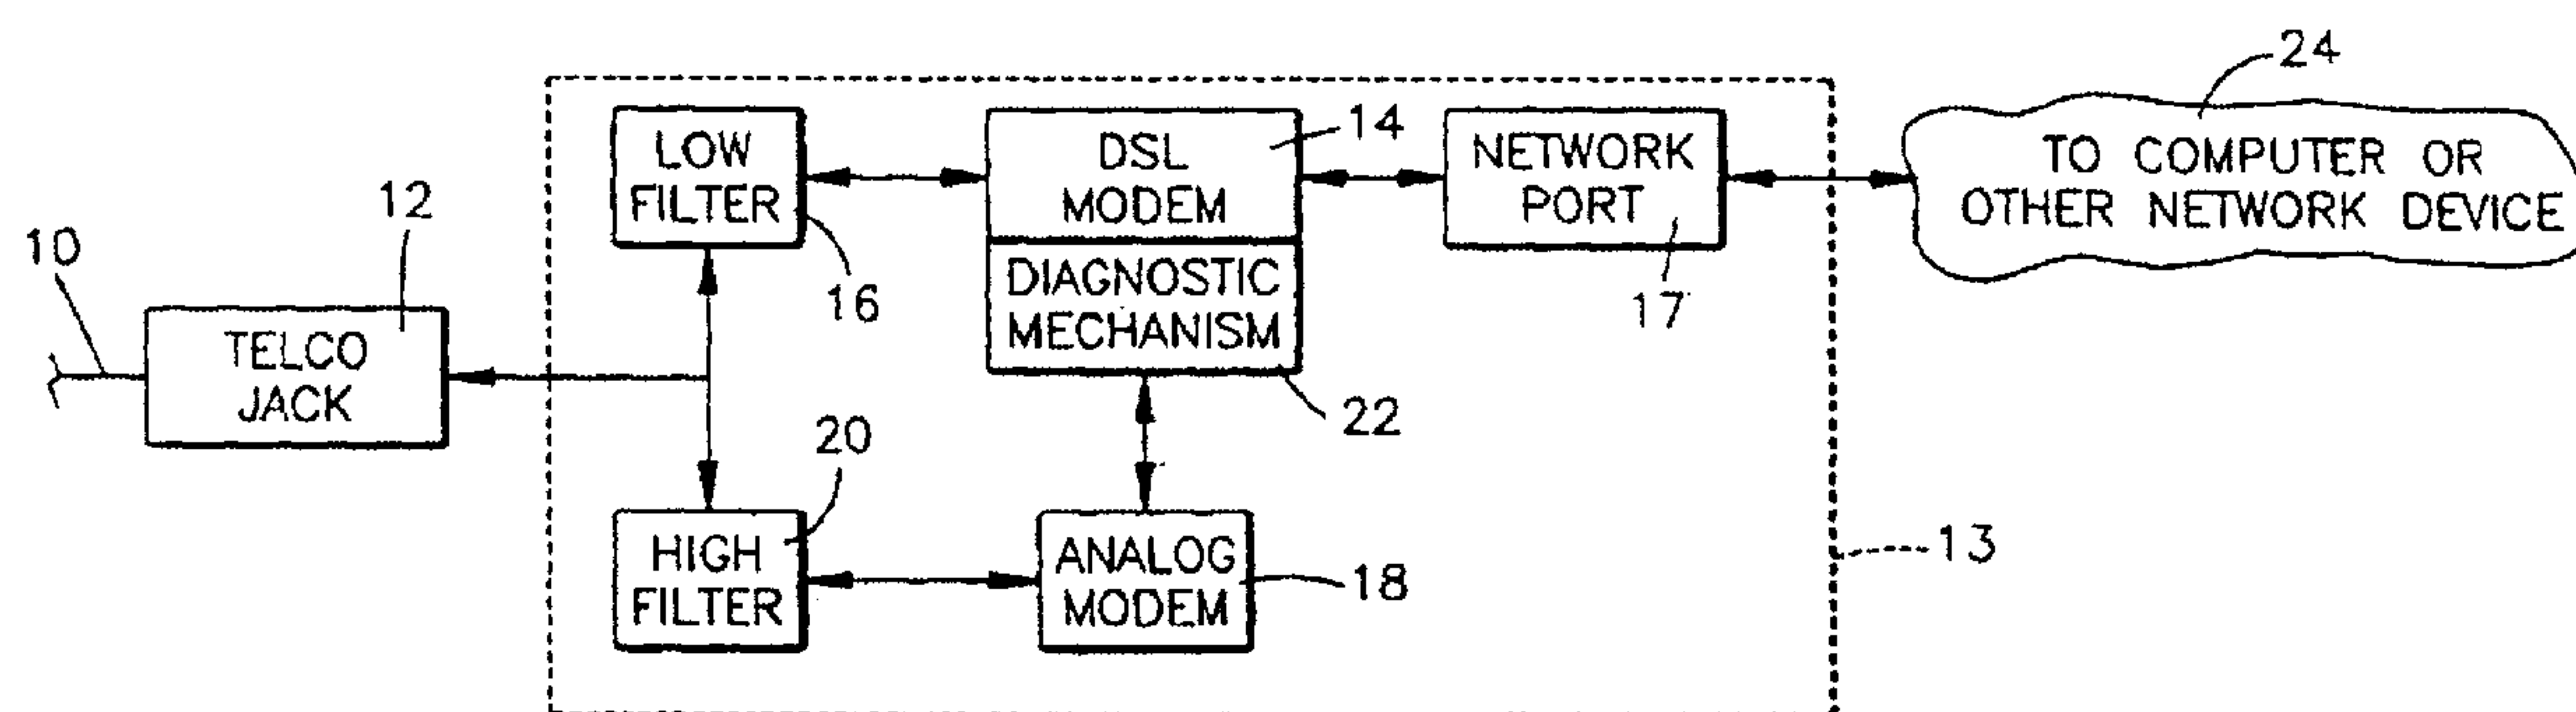 24
LOW
FILTER
DSL
MODEM
14
NETWORK
PORT
TO COMPUTER OR
OTHER NETWORK DEVICE
12
10
16
DIAGNOSTIC
MECHANISM
17
TELCO
JACK
22
20
HIGH
FILTER
ANALOG
MODEM
18
13